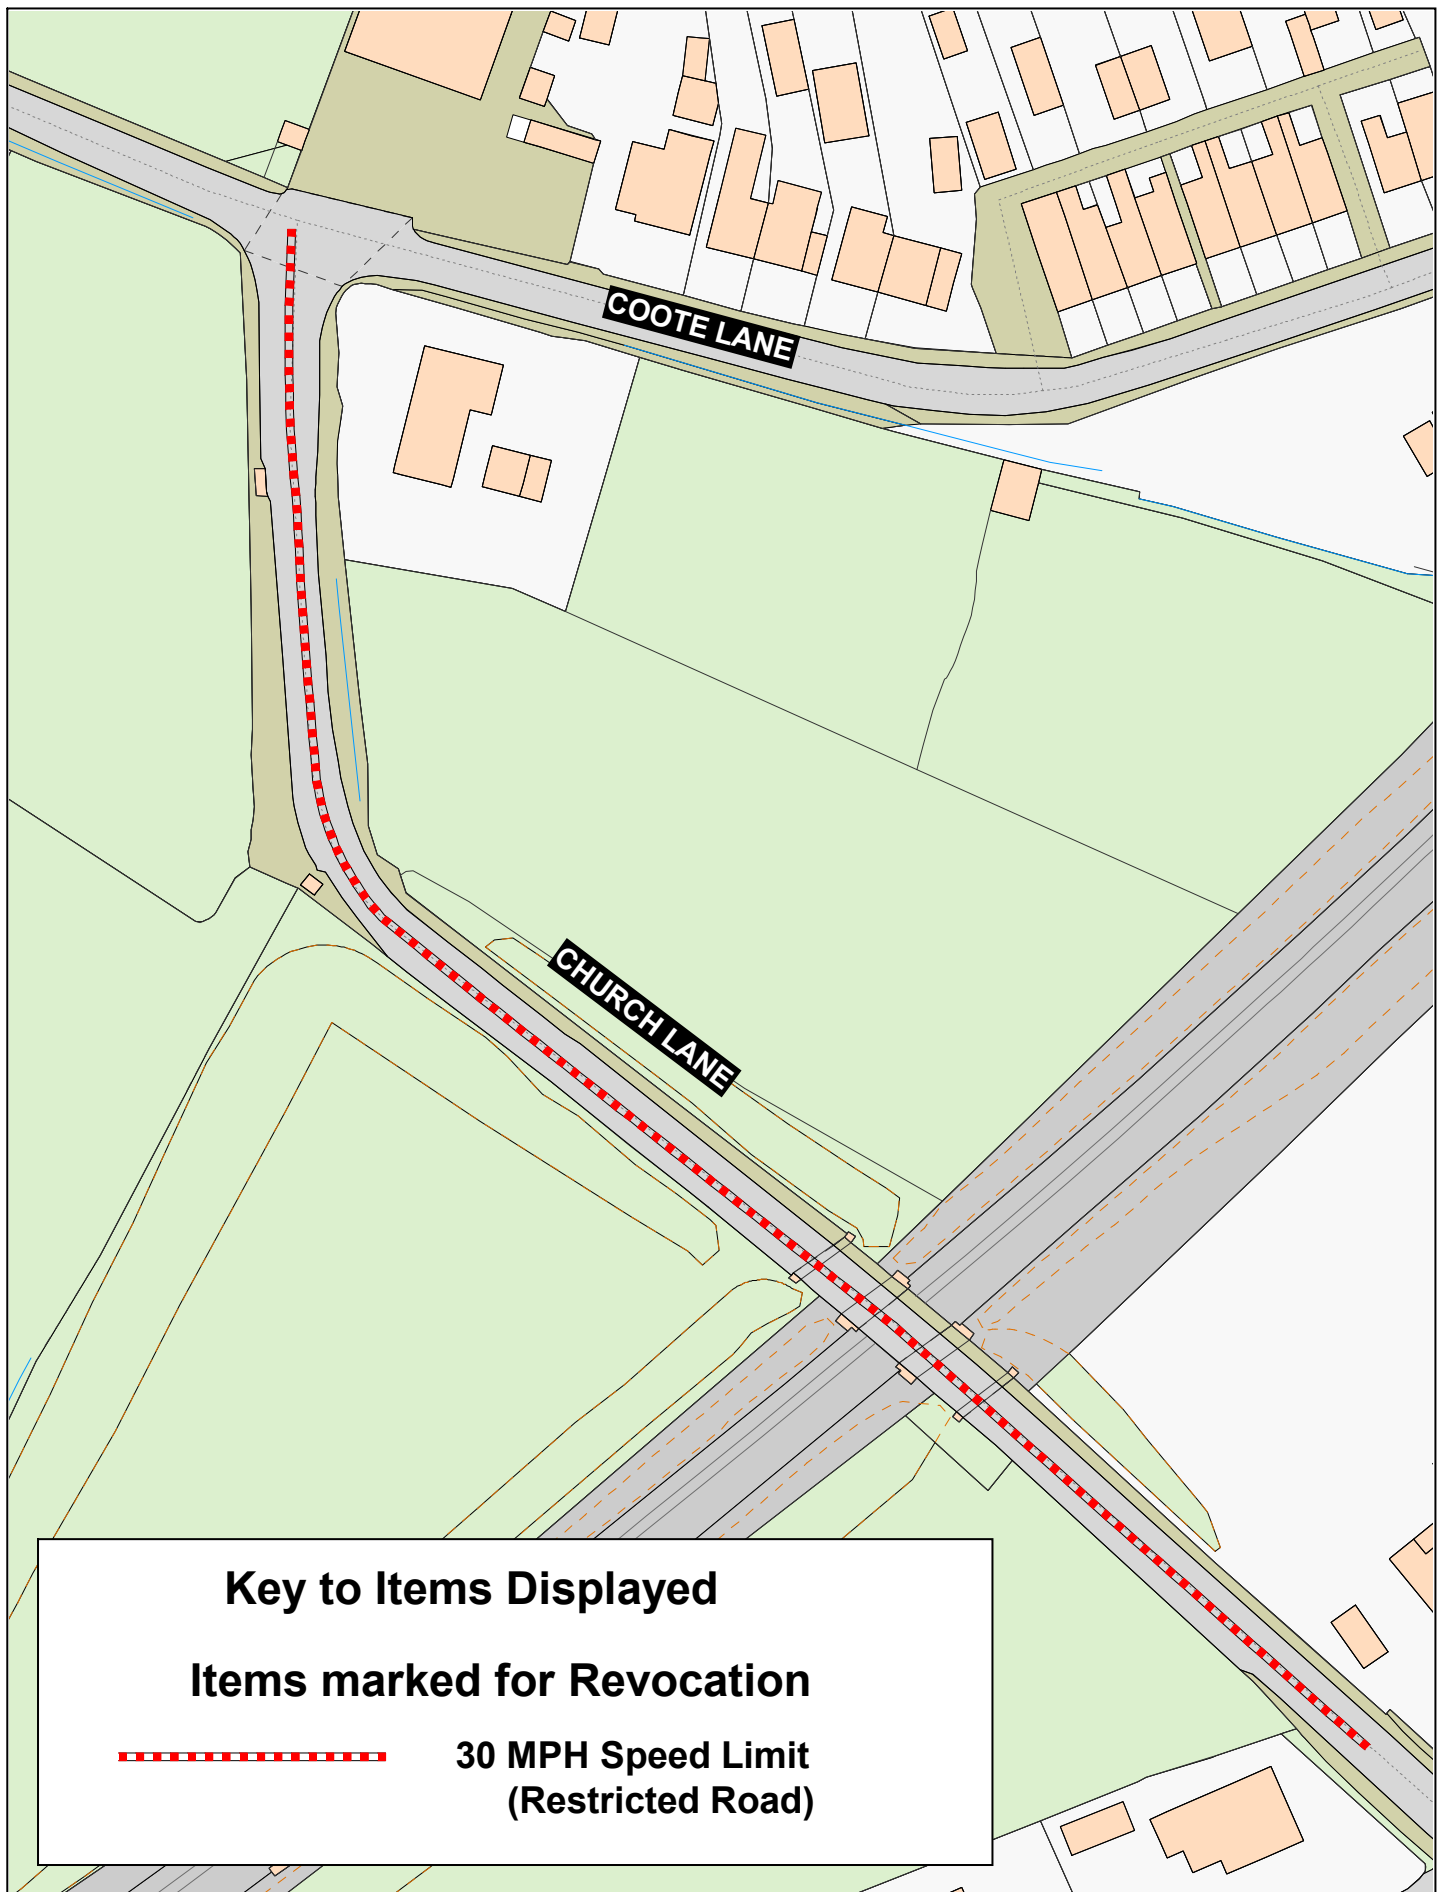 COOTE LANE
CHURCH LANE
Key to Items Displayed
Items marked for Revocation
30 MPH Speed Limit
(Restricted Road)